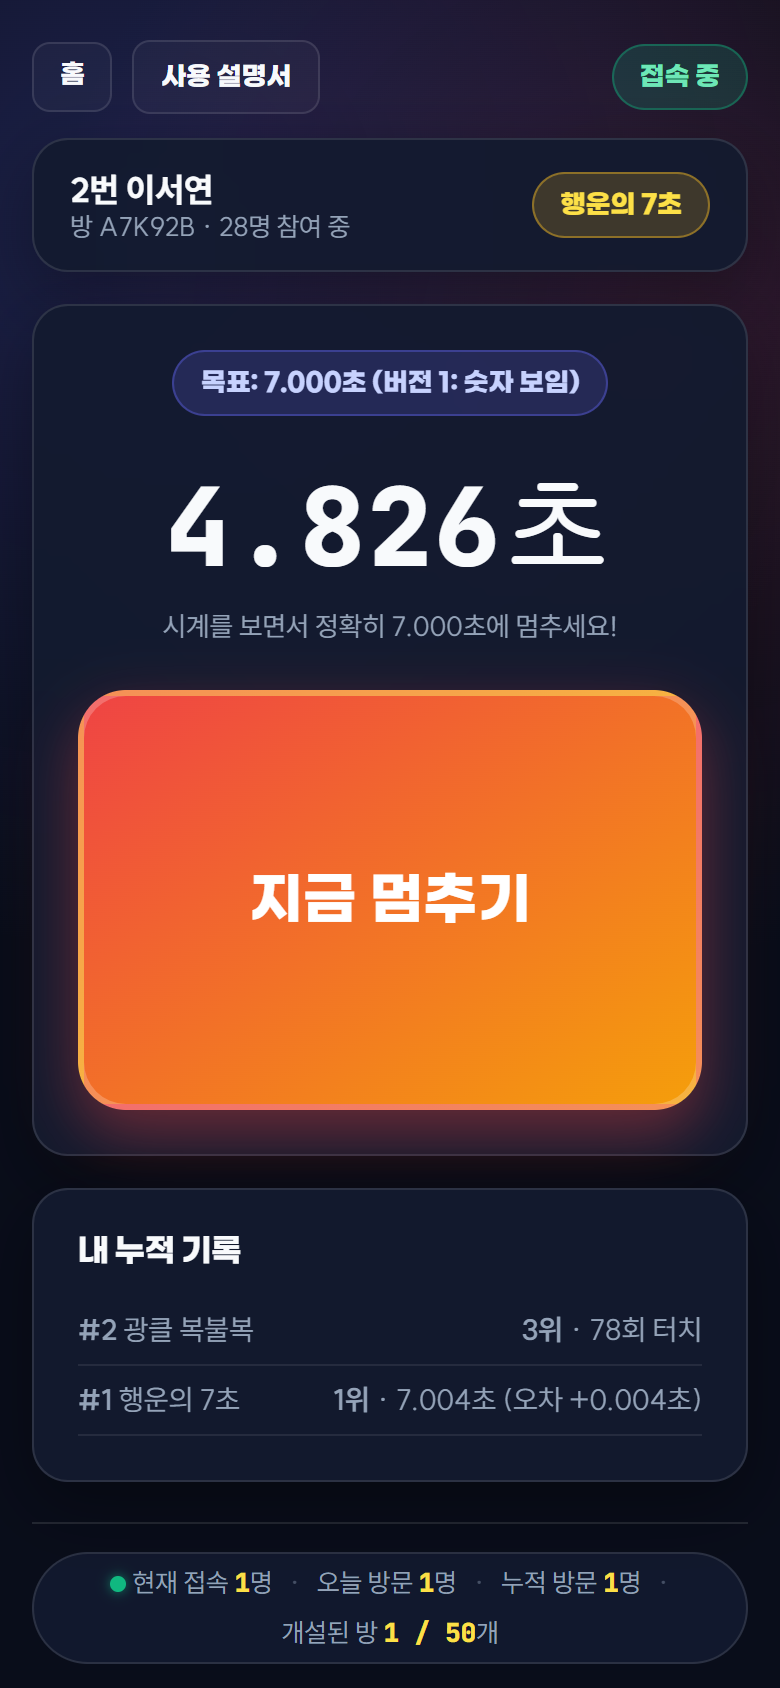 홈
사용 설명서
접속 중
2번 이서연
방 A7K92B · 28명 참여 중
행운의 7초
목표: 7.000초 (버전 1: 숫자 보임)
4.826초
시계를 보면서 정확히 7.000초에 멈추세요!
지금 멈추기
내 누적 기록
#2 광클 복불복 3위 · 78회 터치
#1 행운의 7초 1위 · 7.004초 (오차 +0.004초)
현재 접속 1명 · 오늘 방문 1명 · 누적 방문 1명 ·
개설된 방 1 / 50개